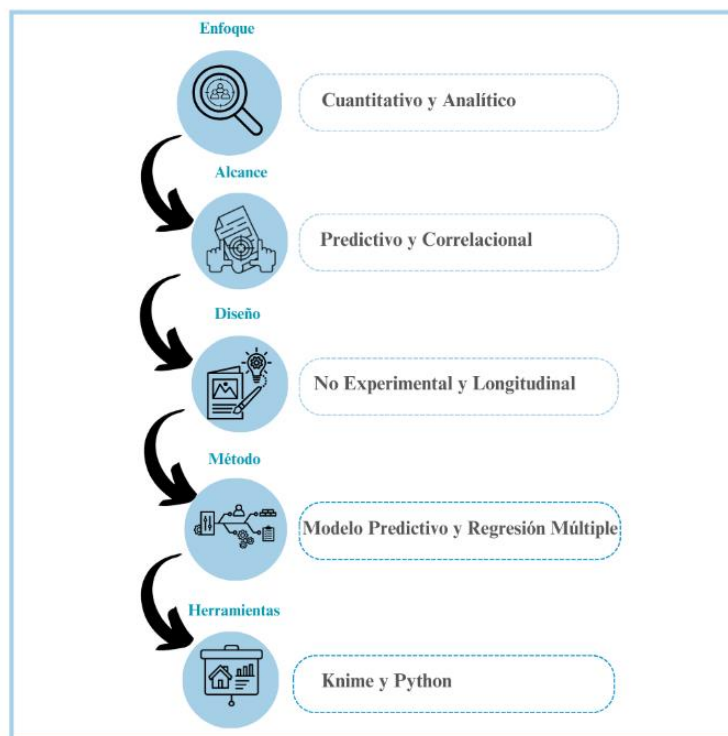 Enfoque
Cuantitativo y Analítico
Alcance
Predictivo y Correlacional
Diseño
No Experimental y Longitudinal
Método
Modelo Predictivo y Regresión Múltiple
Herramientas
Knime y Python